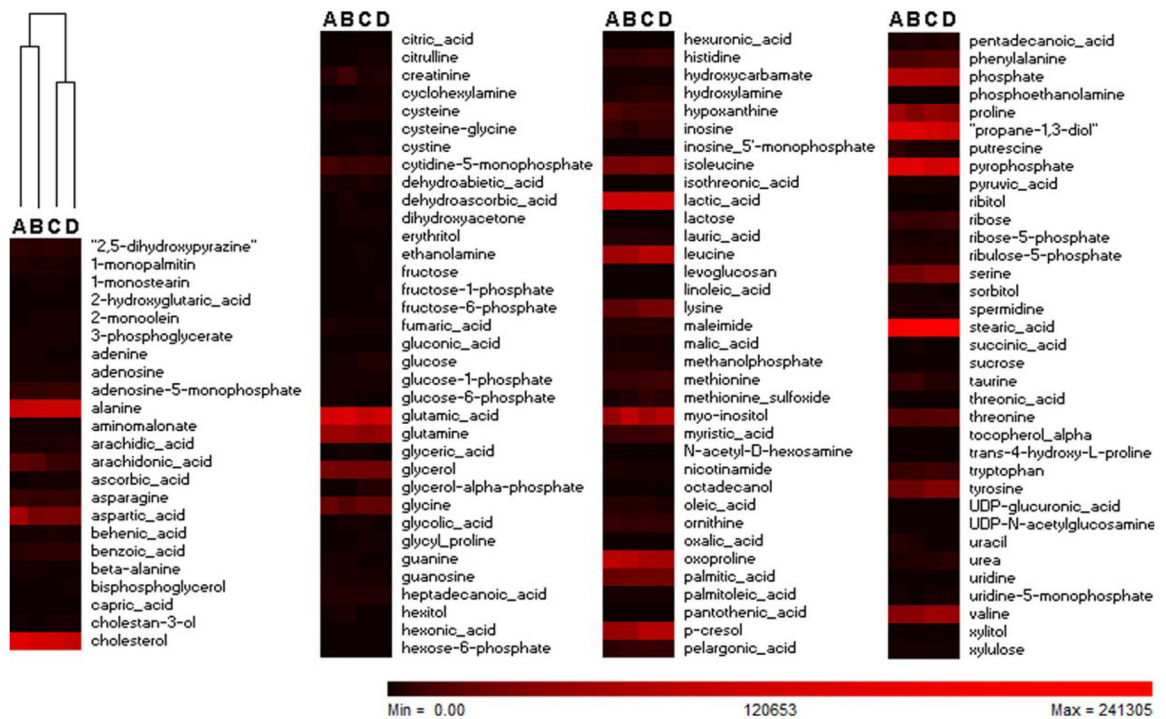 ABCD
"2,5-dihydroxypyrazine"
1-monopalmitin
1-monostearin
2-hydroxyglutaric_acid
2-monoolein
3-phosphoglycerate
adenine
adenosine
adenosine-5-monophosphate
alanine
aminomalonate
arachidic_acid
arachidonic_acid
ascorbic_acid
asparagine
aspartic_acid
behenic_acid
benzoic_acid
beta-alanine
bisphosphoglycerol
capric_acid
cholestan-3-ol
cholesterol
ABCD
citric_acid
citrulline
creatinine
cyclohexylamine
cysteine
cysteine-glycine
cystine
cytidine-5-monophosphate
dehydroabietic_acid
dehydroascorbic_acid
dihydroxyacetone
erythritol
ethanolamine
fructose
fructose-1-phosphate
fructose-6-phosphate
fumaric_acid
gluconic_acid
glucose
glucose-1-phosphate
glucose-6-phosphate
glutamic_acid
glutamine
glyceric_acid
glycerol
glycerol-alpha-phosphate
glycine
glycolic_acid
glycyl_proline
guanine
guanosine
heptadecanoic_acid
hexitol
hexonic_acid
hexose-6-phosphate
ABCD
hexuronic_acid
histidine
hydroxycarbamate
hydroxylamine
hypoxanthine
inosine
inosine_5'-monophosphate
isoleucine
isothreonic_acid
lactic_acid
lactose
lauric_acid
leucine
levoglucosan
linoleic_acid
lysine
maleimide
malic_acid
methanolphosphate
methionine
methionine_sulfoxide
myo-inositol
myristic_acid
N-acetyl-D-hexosamine
nicotinamide
octadecanol
oleic_acid
ornithine
oxalic_acid
oxoproline
palmitic_acid
palmitoleic_acid
pantothenic_acid
p-cresol
pelargonic_acid
ABCD
pentadecanoic_acid
phenylalanine
phosphate
phosphoethanolamine
proline
"propane-1,3-diol"
putrescine
pyrophosphate
pyruvic_acid
ribitol
ribose
ribose-5-phosphate
ribulose-5-phosphate
serine
sorbitol
spermidine
stearic_acid
succinic_acid
sucrose
taurine
threonic_acid
threonine
tocopherol_alpha
trans-4-hydroxy-L-proline
tryptophan
tyrosine
UDP-glucuronic_acid
UDP-N-acetylglucosamine
uracil
urea
uridine
uridine-5-monophosphate
valine
xylitol
xylulose
Min = 0.00 120653 Max = 241305